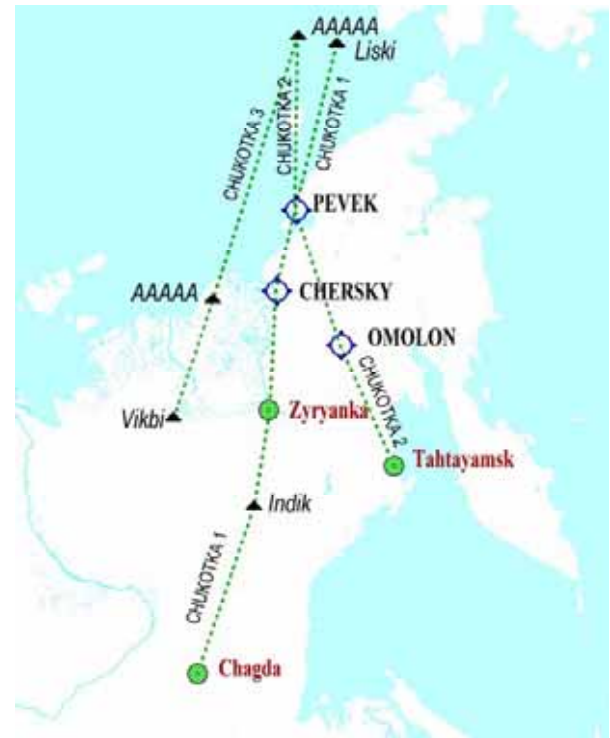 AAAAA
Liski
CHUKOTKA 3
CHUKOTKA 2
CHUKOTKA 1
PEVEK
AAAAA
CHERSKY
OMOLON
CHUKOTKA 2
Vikbi
Zyryanka
Tahtayamsk
Indik
CHUKOTKA 1
Chagda